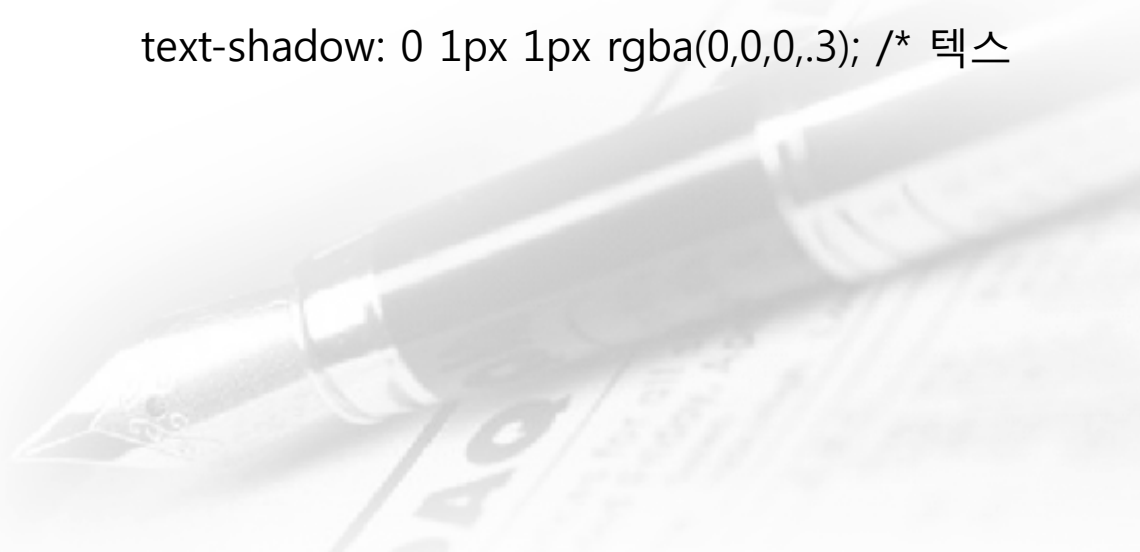 text-shadow: 0 1px 1px rgba(0,0,0,.3); /* 텍스